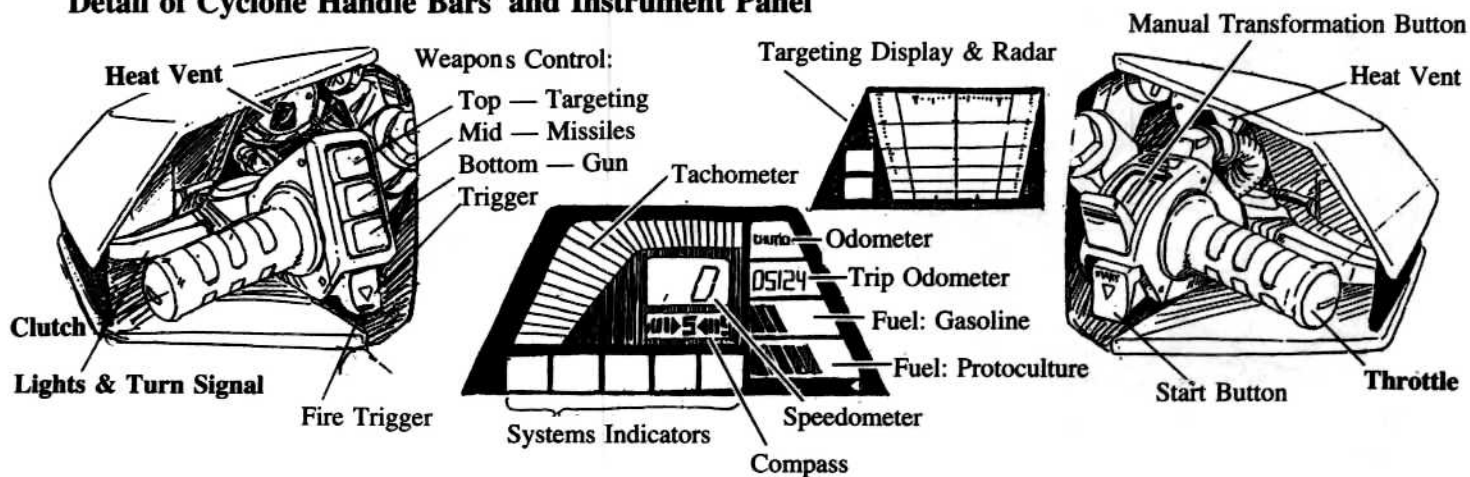 Detail of Cyclone Handle Bars and Instrument Panel
Manual Transformation Button
Weapons Control:
Targeting Display & Radar
Heat Vent
Heat Vent
Top — Targeting
Mid — Missiles
Bottom — Gun
Trigger
Tachometer
Odometer
05124
Trip Odometer
0
Fuel: Gasoline
S
START
Clutch
Fuel: Protoculture
Lights & Turn Signal
Throttle
Start Button
Fire Trigger
Speedometer
Systems Indicators
Compass